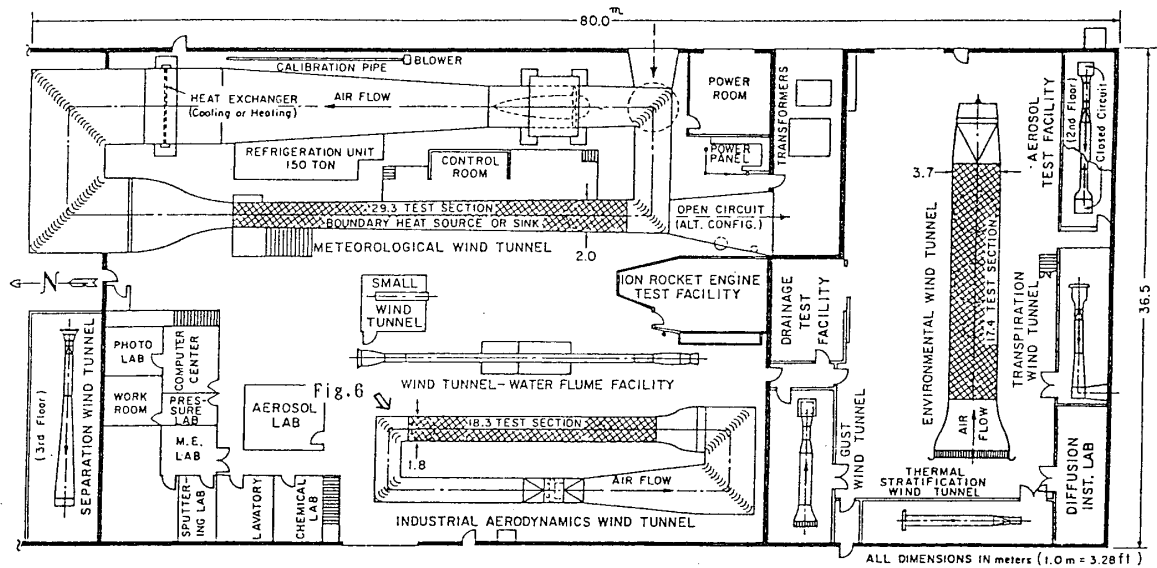 80.0 m
BLOWER
CALIBRATION PIPE
HEAT EXCHANGER
(Cooling or Heating)
AIR FLOW
REFRIGERATION UNIT
150 TON
CONTROL
ROOM
POWER
ROOM
POWER
PANEL
TRANSFORMERS
29.3 TEST SECTION
BOUNDARY HEAT SOURCE OR SINK
OPEN CIRCUIT
(ALT. CONFIG.)
METEOROLOGICAL WIND TUNNEL
2.0
N
SMALL
WIND
TUNNEL
ION ROCKET ENGINE
TEST FACILITY
DRAINAGE
TEST
FACILITY
3.7
17.4 TEST SECTION
ENVIRONMENTAL WIND TUNNEL
AIR
FLOW
AEROSOL
TEST FACILITY
(2nd Floor)
Closed Circuit
TRANSPIRATION
WIND TUNNEL
36.5
(3rd Floor)
SEPARATION WIND TUNNEL
PHOTO
LAB
COMPUTER
CENTER
WORK
ROOM
PRES-
SURE LAB
M.E.
LAB
AEROSOL
LAB
SPUTTER-
ING LAB
LAVATORY
CHEMICAL
LAB
WIND TUNNEL-WATER FLUME FACILITY
Fig.6
18.3 TEST SECTION
1.8
AIR FLOW
INDUSTRIAL AERODYNAMICS WIND TUNNEL
GUST
WIND TUNNEL
THERMAL
STRATIFICATION
WIND TUNNEL
DIFFUSION
INST. LAB
ALL DIMENSIONS IN meters (1.0 m = 3.28 ft)